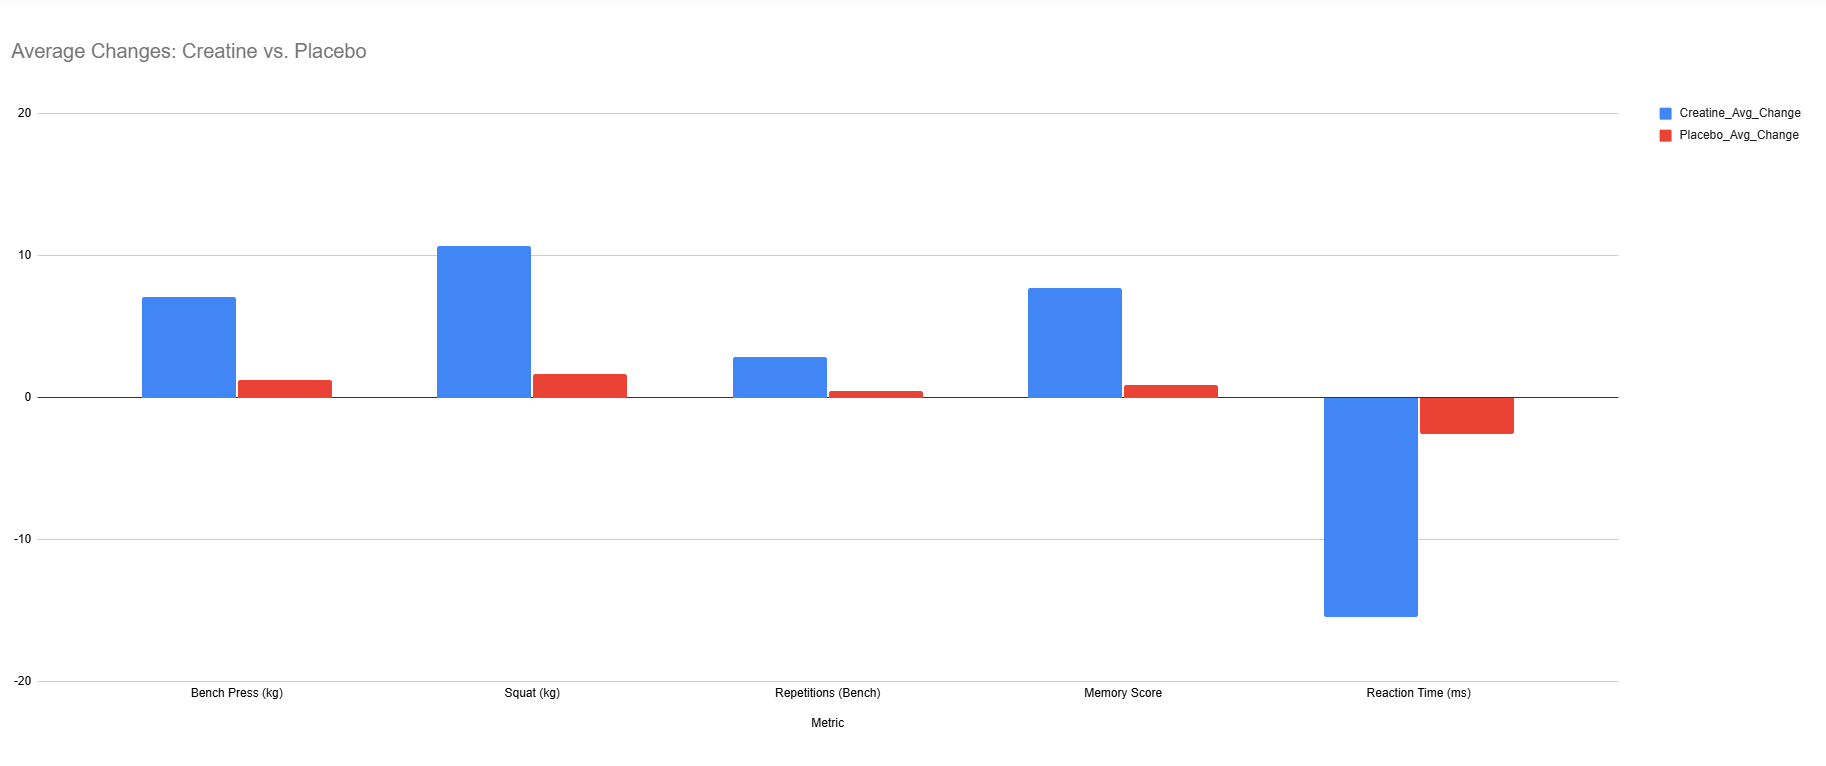 Average Changes: Creatine vs. Placebo
Creatine_Avg_Change
Placebo_Avg_Change
20
10
0
-10
-20
Bench Press (kg)
Squat (kg)
Repetitions (Bench)
Memory Score
Reaction Time (ms)
Metric